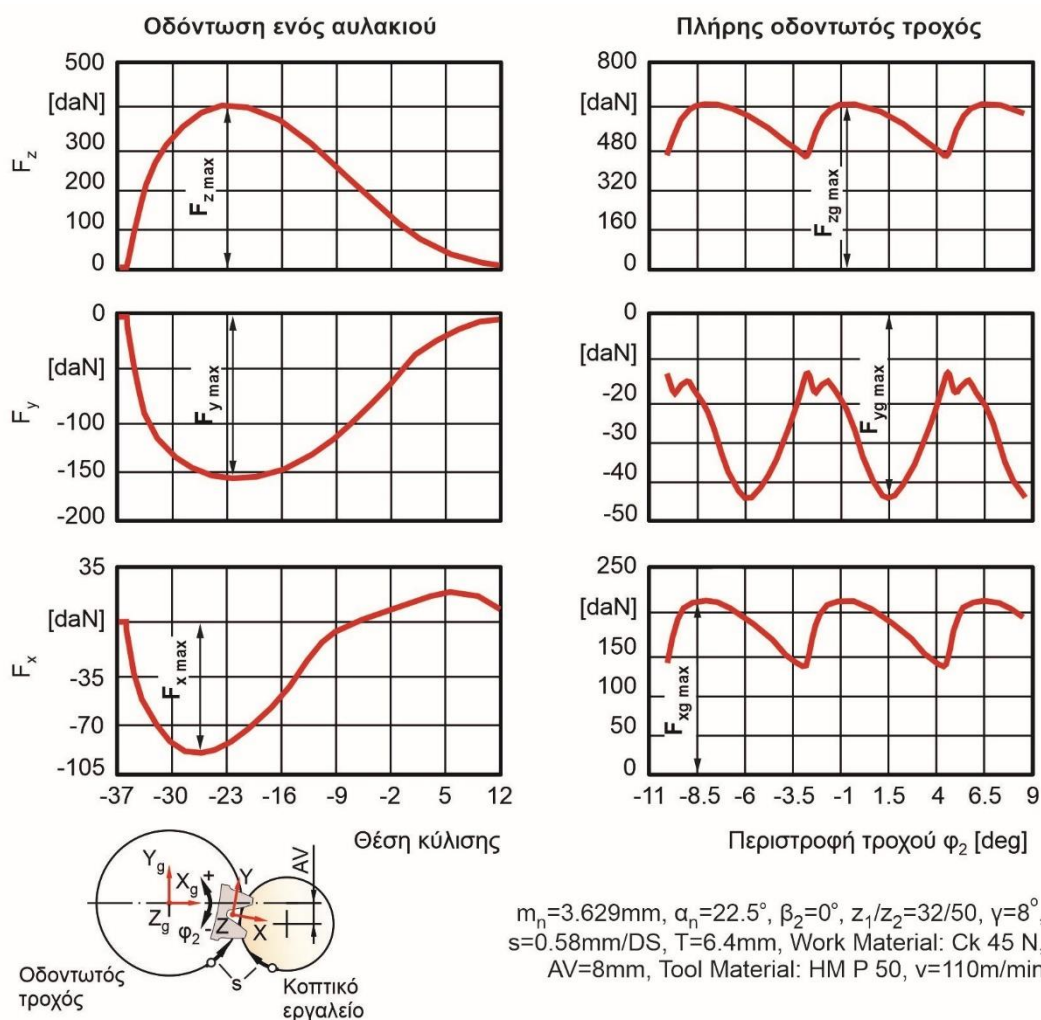 Οδόντωση ενός αυλακιού
Πλήρης οδοντωτός τροχός
500
[daN]
300
200
100
0
F_z
F_z max
800
[daN]
480
320
160
0
F_zg max
0
[daN]
-100
-150
-200
F_y
F_y max
0
[daN]
-20
-30
-40
-50
F_yg max
35
[daN]
-35
-70
-105
F_x
F_x max
-37 -30 -23 -16 -9 -2 5 12
Θέση κύλισης
250
[daN]
150
100
50
0
F_xg max
-11 -8.5 -6 -3.5 -1 1.5 4 6.5 9
Περιστροφή τροχού φ₂ [deg]
Y_g
X_g
+
Z_g
φ₂
-
Y
Z
X
AV
s
Οδοντωτός
τροχός
Κοπτικό
εργαλείο
m_n=3.629mm, α_n=22.5°, β₂=0°, z₁/z₂=32/50, γ=8°,
s=0.58mm/DS, T=6.4mm, Work Material: Ck 45 N,
AV=8mm, Tool Material: HM P 50, v=110m/min